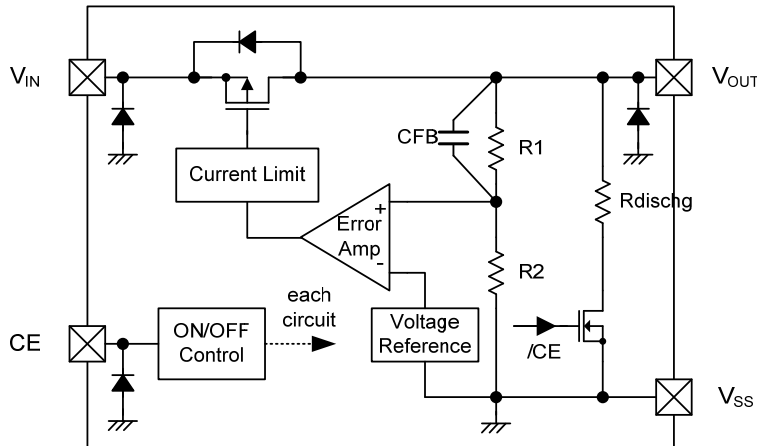 VIN
VOUT
CFB
R1
Current Limit
Rdischg
+
Error
Amp
-
R2
each
circuit
CE
ON/OFF
Control
Voltage
Reference
/CE
VSS